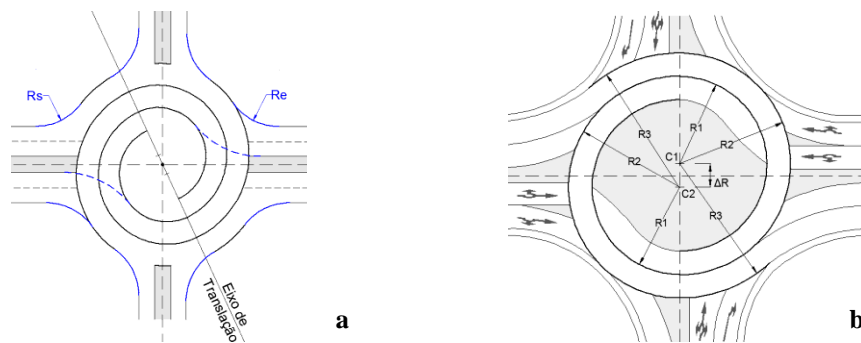 Rs
Re
Eixo de
Translação
a
R1
R3
R2
R2
C1
ΔR
C2
R1
R3
b